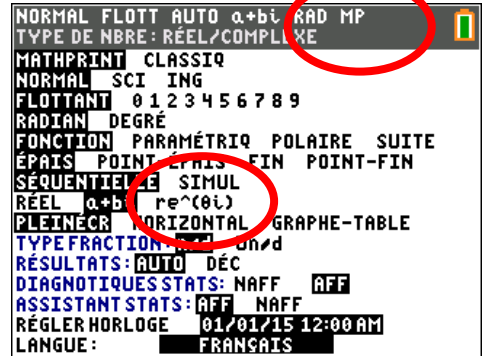 NORMAL FLOTT AUTO a+bi RAD MP
TYPE DE NBRE: RÉEL/COMPLEXE
MATHPRINT CLASSIQ
NORMAL SCI ING
FLOTTANT 0 1 2 3 4 5 6 7 8 9
RADIAN DEGRÉ
FONCTION PARAMÉTRIQ POLAIRE SUITE
ÉPAIS POINT-ÉPAIS FIN POINT-FIN
SÉQUENTIELLE SIMUL
RÉEL a+bi re^(θi)
PLEINÉCR HORIZONTAL GRAPHE-TABLE
TYPE FRACTION: n/d Un/d
RÉSULTATS: AUTO DÉC
DIAGNOTIQUES STATS: NAFF AFF
ASSISTANT STATS: AFF NAFF
RÉGLER HORLOGE 01/01/15 12:00 AM
LANGUE: FRANÇAIS